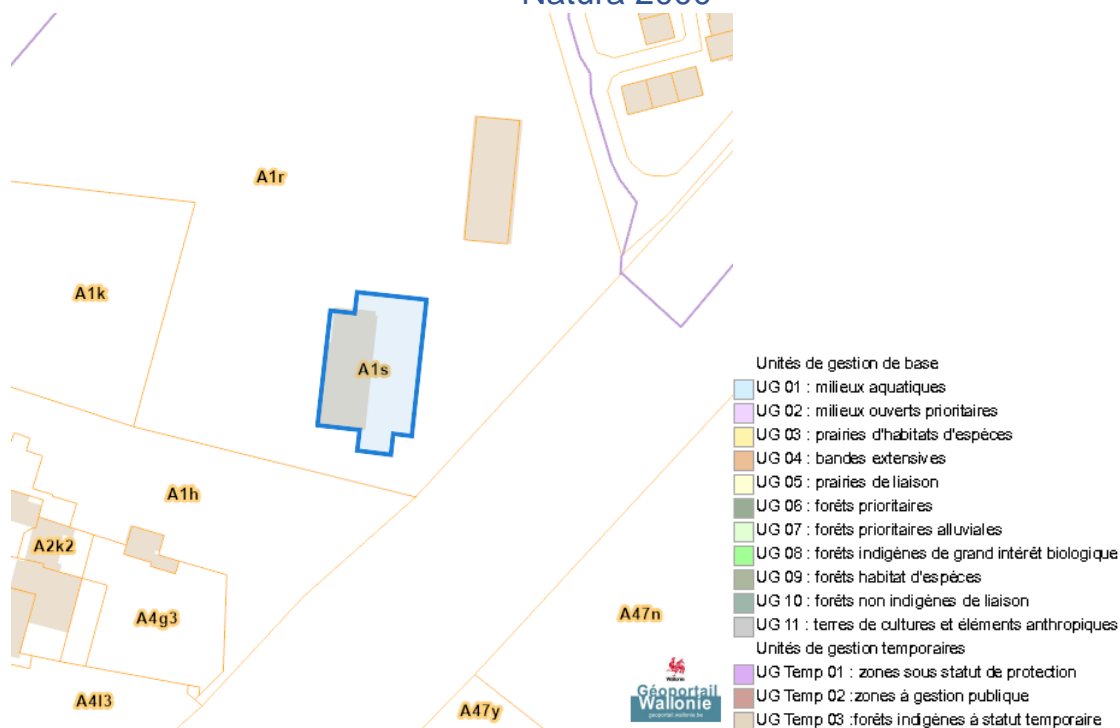 Natura 2000
A1r
A1k
A1s
A1h
A2k2
A4g3
A47n
A4l3
A47y
Wallonie
Géoportail
Wallonie
geoportail.wallonie.be
Unités de gestion de base
UG 01 : milieux aquatiques
UG 02 : milieux ouverts prioritaires
UG 03 : prairies d'habitats d'espèces
UG 04 : bandes extensives
UG 05 : prairies de liaison
UG 06 : forêts prioritaires
UG 07 : forêts prioritaires alluviales
UG 08 : forêts indigènes de grand intérêt biologique
UG 09 : forêts habitat d'espèces
UG 10 : forêts non indigènes de liaison
UG 11 : terres de cultures et éléments anthropiques
Unités de gestion temporaires
UG Temp 01 : zones sous statut de protection
UG Temp 02 :zones à gestion publique
UG Temp 03 :forêts indigènes à statut temporaire